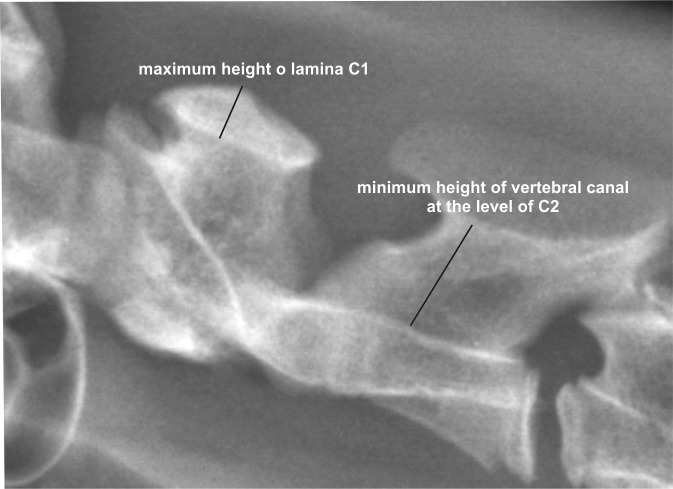 maximum height o lamina C1
minimum height of vertebral canal
at the level of C2